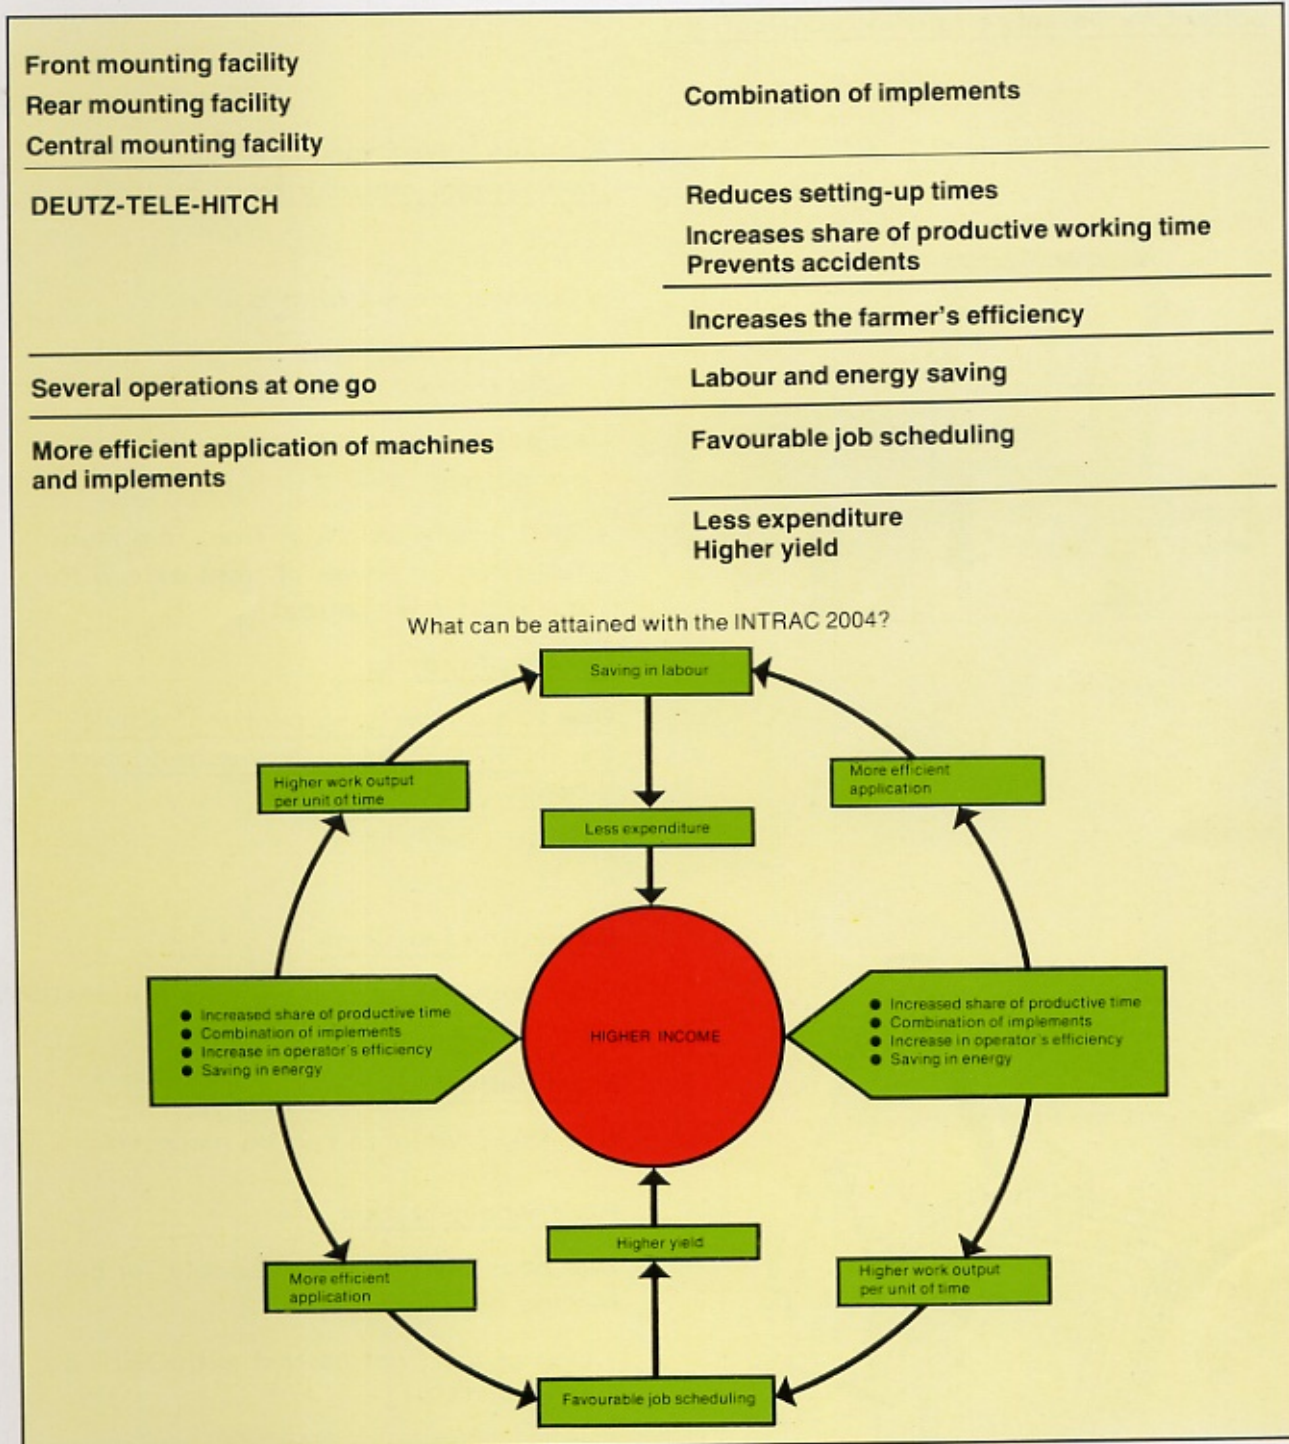 Front mounting facility
Rear mounting facility
Central mounting facility
Combination of implements
DEUTZ-TELE-HITCH
Reduces setting-up times
Increases share of productive working time
Prevents accidents
Increases the farmer's efficiency
Several operations at one go
Labour and energy saving
More efficient application of machines
and implements
Favourable job scheduling
Less expenditure
Higher yield
What can be attained with the INTRAC 2004?
Saving in labour
Higher work output
per unit of time
More efficient
application
Less expenditure
● Increased share of productive time
● Combination of implements
● Increase in operator's efficiency
● Saving in energy
HIGHER INCOME
● Increased share of productive time
● Combination of implements
● Increase in operator's efficiency
● Saving in energy
Higher yield
More efficient
application
Higher work output
per unit of time
Favourable job scheduling